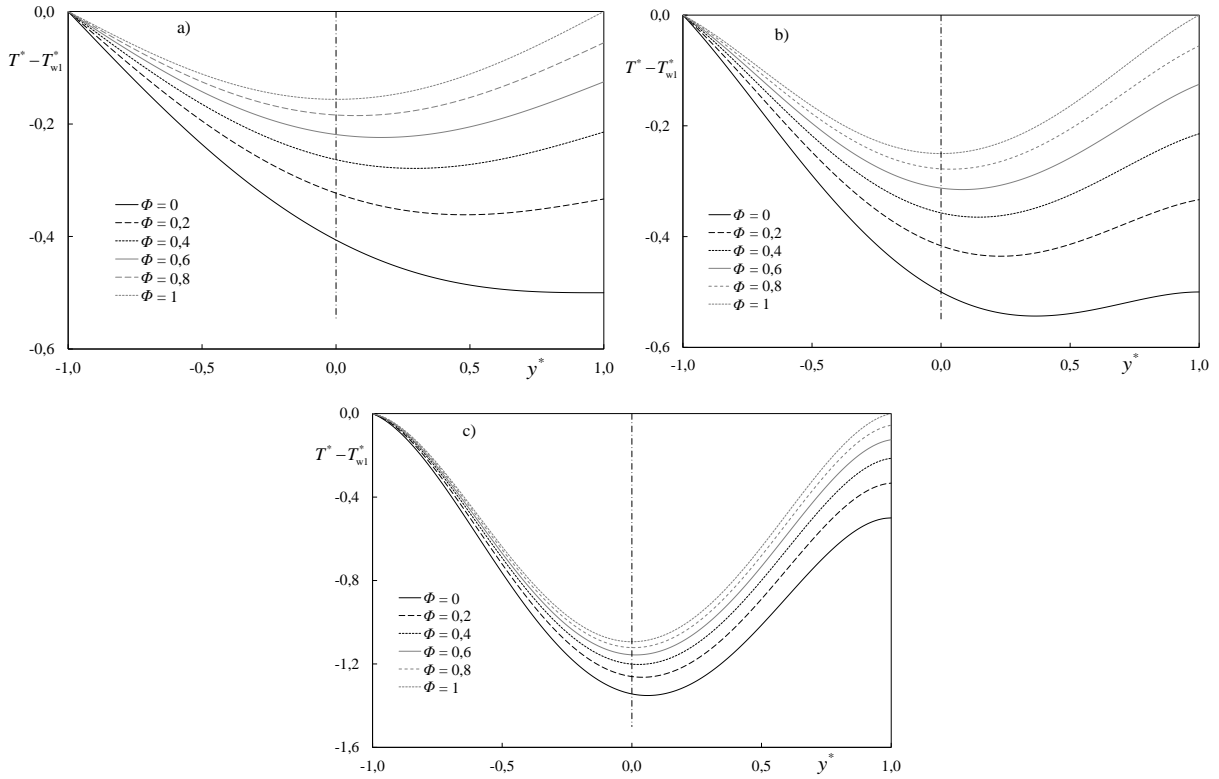 0,0
a)
T* – T*w1
-0,2
Φ = 0
Φ = 0,2
Φ = 0,4
Φ = 0,6
Φ = 0,8
Φ = 1
-0,4
-0,6
-1,0 -0,5 0,0 0,5 1,0
y*
0,0
b)
T* – T*w1
-0,2
Φ = 0
Φ = 0,2
Φ = 0,4
Φ = 0,6
Φ = 0,8
Φ = 1
-0,4
-0,6
-1,0 -0,5 0,0 0,5 1,0
y*
0,0
c)
T* – T*w1
-0,4
-0,8
Φ = 0
Φ = 0,2
Φ = 0,4
Φ = 0,6
Φ = 0,8
Φ = 1
-1,2
-1,6
-1,0 -0,5 0,0 0,5 1,0
y*